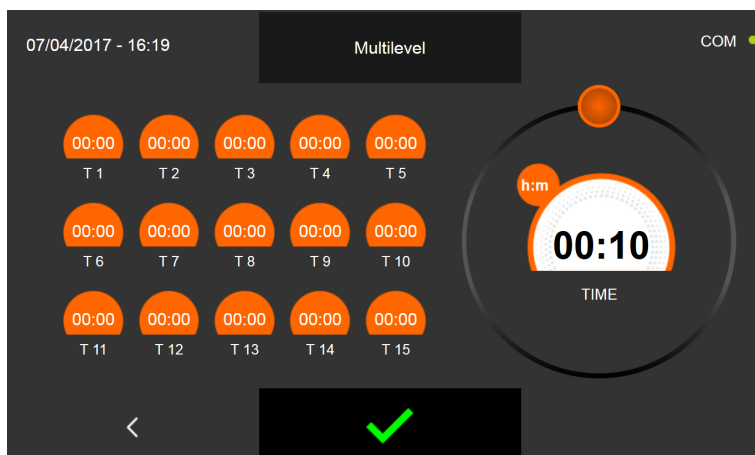 07/04/2017 - 16:19
Multilevel
COM
00:00 00:00 00:00 00:00 00:00
T 1 T 2 T 3 T 4 T 5
00:00 00:00 00:00 00:00 00:00
T 6 T 7 T 8 T 9 T 10
00:00 00:00 00:00 00:00 00:00
T 11 T 12 T 13 T 14 T 15
h:m
00:10
TIME